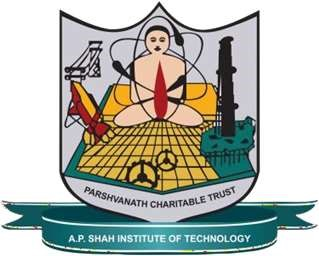 PARSHVANATH CHARITABLE TRUST
A.P. SHAH INSTITUTE OF TECHNOLOGY